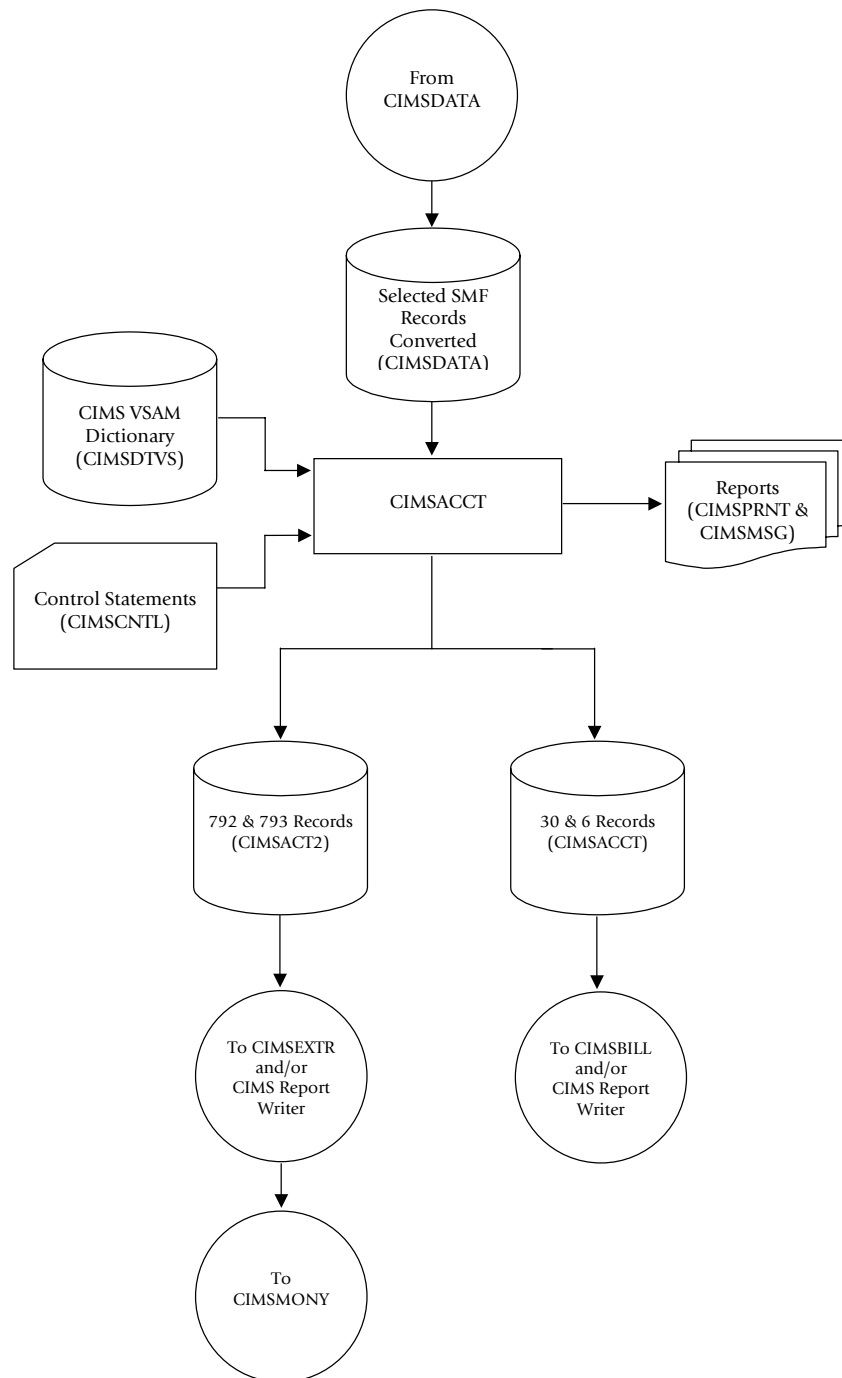 From
CIMSDATA
Selected SMF
Records
Converted
(CIMSDATA)
CIMS VSAM
Dictionary
(CIMSDTVS)
CIMSACCT
Reports
(CIMSPRNT &
CIMSMSG)
Control Statements
(CIMSCNTL)
792 & 793 Records
(CIMSACT2)
30 & 6 Records
(CIMSACCT)
To CIMSEXTR
and/or
CIMS Report
Writer
To CIMSBILL
and/or
CIMS Report
Writer
To
CIMSMONY